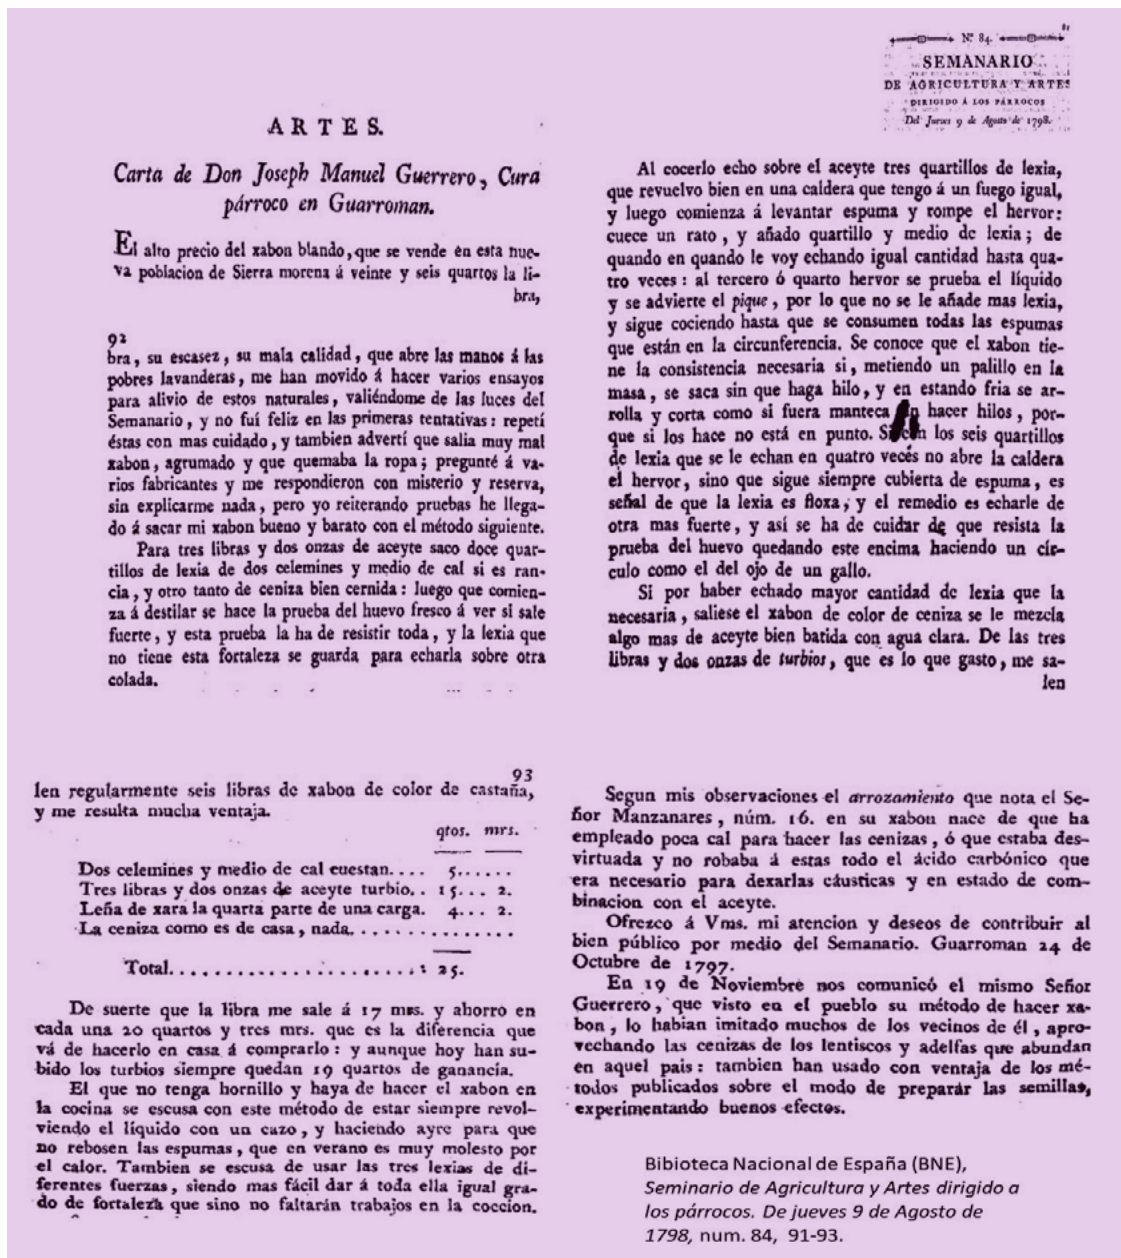 81
Nº 84.
SEMANARIO
DE AGRICULTURA Y ARTES
DIRIGIDO Á LOS PÁRROCOS
Del Jueves 9 de Agosto de 1798.
ARTES.
Carta de Don Joseph Manuel Guerrero, Cura
párroco en Guarroman.
El alto precio del xabon blando, que se vende en esta nue-
va poblacion de Sierra morena á veinte y seis quartos la li-
bra,
92
bra, su escasez, su mala calidad, que abre las manos á las
pobres lavanderas, me han movido á hacer varios ensayos
para alivio de estos naturales, valiéndome de las luces del
Semanario, y no fuí feliz en las primeras tentativas: repetí
éstas con mas cuidado, y tambien advertí que salia muy mal
xabon, agrumado y que quemaba la ropa; pregunté á va-
rios fabricantes y me respondieron con misterio y reserva,
sin explicarme nada, pero yo reiterando pruebas he llega-
do á sacar mi xabon bueno y barato con el método siguiente.
Para tres libras y dos onzas de aceyte saco doce quar-
tillos de lexia de dos celemines y medio de cal si es ran-
cia, y otro tanto de ceniza bien cernida: luego que comien-
za á destilar se hace la prueba del huevo fresco á ver si sale
fuerte, y esta prueba la ha de resistir toda, y la lexia que
no tiene esta fortaleza se guarda para echarla sobre otra
colada.
Al cocerlo echo sobre el aceyte tres quartillos de lexia,
que revuelvo bien en una caldera que tengo á un fuego igual,
y luego comienza á levantar espuma y rompe el hervor:
cuece un rato, y añado quartillo y medio de lexia; de
quando en quando le voy echando igual cantidad hasta qua-
tro veces: al tercero ó quarto hervor se prueba el líquido
y se advierte el pique, por lo que no se le añade mas lexia,
y sigue cociendo hasta que se consumen todas las espumas
que están en la circunferencia. Se conoce que el xabon tie-
ne la consistencia necesaria si, metiendo un palillo en la
masa, se saca sin que haga hilo, y en estando fria se ar-
rolla y corta como si fuera manteca hacer hilos, por-
que si los hace no está en punto. los seis quartillos
de lexia que se le echan en quatro veces no abre la caldera
el hervor, sino que sigue siempre cubierta de espuma, es
señal de que la lexia es floxa, y el remedio es echarle de
otra mas fuerte, y así se ha de cuidar de que resista la
prueba del huevo quedando este encima haciendo un cír-
culo como el del ojo de un gallo.
Si por haber echado mayor cantidad de lexia que la
necesaria, saliese el xabon de color de ceniza se le mezcla
algo mas de aceyte bien batida con agua clara. De las tres
libras y dos onzas de turbios, que es lo que gasto, me sa-
len
93
len regularmente seis libras de xabon de color de castaña,
y me resulta mucha ventaja.
qtos. mrs.
Dos celemines y medio de cal cuestan.... 5......
Tres libras y dos onzas de aceyte turbio.. 15... 2.
Leña de xara la quarta parte de una carga. 4... 2.
La ceniza como es de casa, nada...............
Total.......................: 25.
De suerte que la libra me sale á 17 mrs. y ahorro en
cada una 20 quartos y tres mrs. que es la diferencia que
vá de hacerlo en casa á comprarlo: y aunque hoy han su-
bido los turbios siempre quedan 19 quartos de ganancia.
El que no tenga hornillo y haya de hacer el xabon en
la cocina se escusa con este método de estar siempre revol-
viendo el líquido con un cazo, y haciendo ayre para que
no rebosen las espumas, que en verano es muy molesto por
el calor. Tambien se escusa de usar las tres lexias de di-
ferentes fuerzas, siendo mas fácil dar á toda ella igual gra-
do de fortaleza que sino no faltarán trabajos en la coccion.
Segun mis observaciones el arrozamiento que nota el Se-
ñor Manzanares, núm. 16. en su xabon nace de que ha
empleado poca cal para hacer las cenizas, ó que estaba des-
virtuada y no robaba á estas todo el ácido carbónico que
era necesario para dexarlas cáusticas y en estado de com-
binacion con el aceyte.
Ofrezco á Vms. mi atencion y deseos de contribuir al
bien público por medio del Semanario. Guarroman 24 de
Octubre de 1797.
En 19 de Noviembre nos comunicó el mismo Señor
Guerrero, que visto en el pueblo su método de hacer xa-
bon, lo habian imitado muchos de los vecinos de él, apro-
vechando las cenizas de los lentiscos y adelfas que abundan
en aquel pais: tambien han usado con ventaja de los mé-
todos publicados sobre el modo de preparár las semillas,
experimentando buenos efectos.
Bibioteca Nacional de España (BNE),
Seminario de Agricultura y Artes dirigido a
los párrocos. De jueves 9 de Agosto de
1798, num. 84, 91-93.